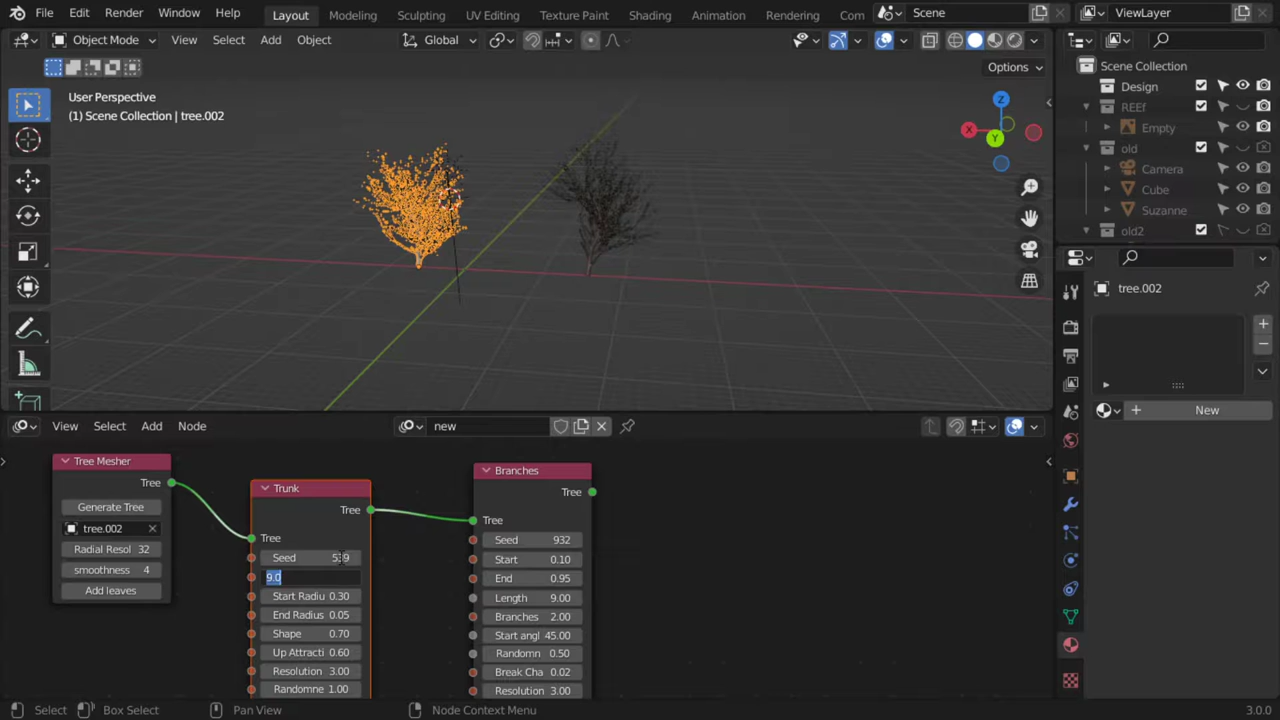 File Edit Render Window Help Layout Modeling Sculpting UV Editing Texture Paint Shading Animation Rendering Com Scene ViewLayer
Object Mode View Select Add Object Global
Options
User Perspective
(1) Scene Collection | tree.002
X Y Z
Scene Collection
Design
REEf
Empty
old
Camera
Cube
Suzanne
old2
tree.002
New
View Select Add Node new
Tree Mesher
Tree
Generate Tree
tree.002
Radial Resol 32
smoothness 4
Add leaves
Trunk
Tree
Tree
Seed
9.0
Start Radiu 0.30
End Radius 0.05
Shape 0.70
Up Attracti 0.60
Resolution 3.00
Randomne 1.00
Branches
Tree
Tree
Seed 932
Start 0.10
End 0.95
Length 9.00
Branches 2.00
Start angl 45.00
Randomn 0.50
Break Cha 0.02
Resolution 3.00
Select Box Select Pan View Node Context Menu 3.0.0